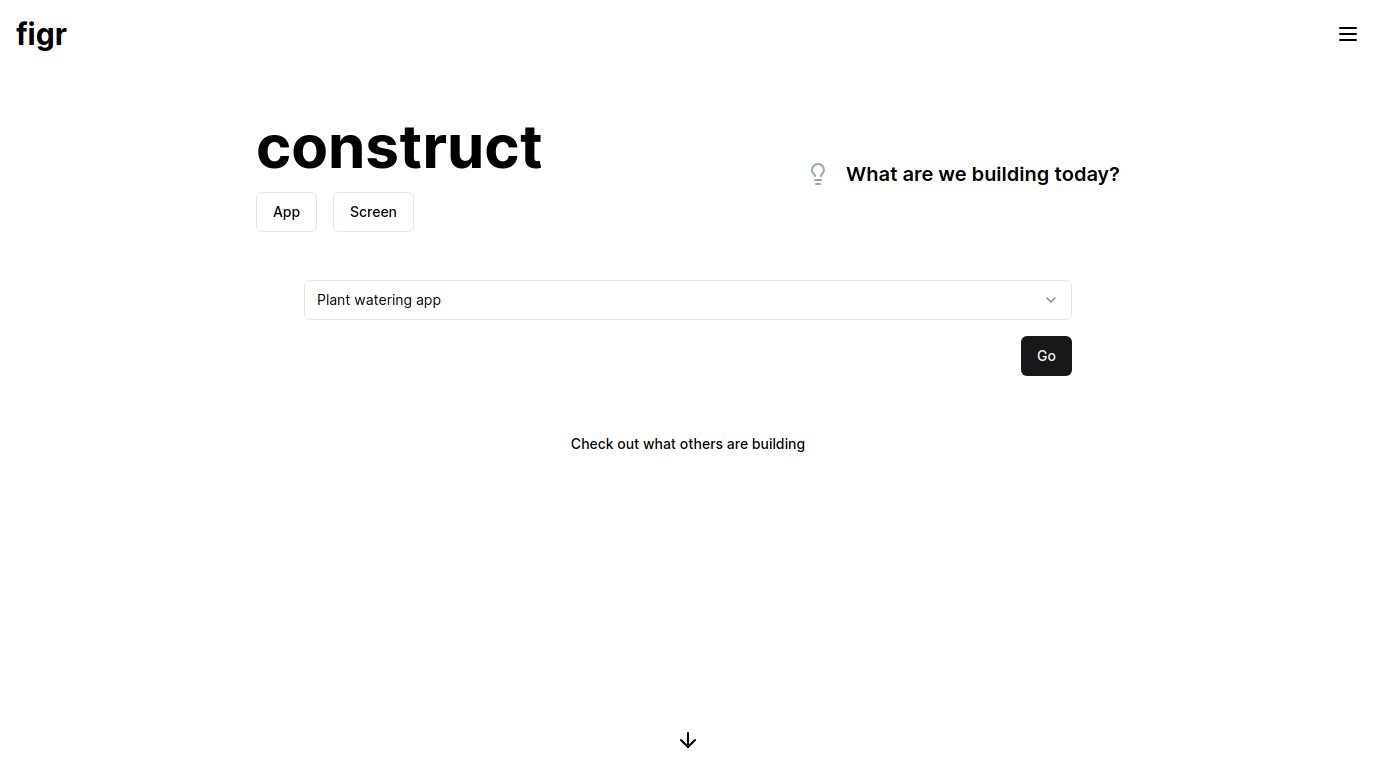 figr
construct
What are we building today?
App
Screen
Plant watering app
Go
Check out what others are building